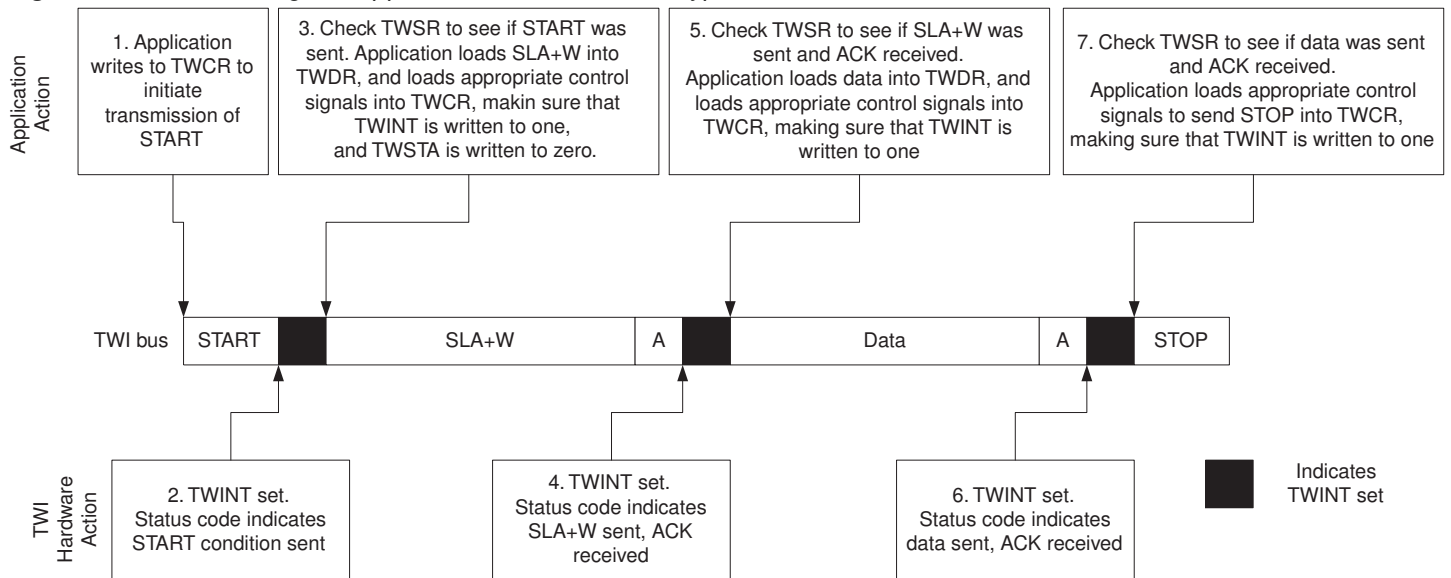 1. Application
writes to TWCR to
initiate
transmission of
START
3. Check TWSR to see if START was
sent. Application loads SLA+W into
TWDR, and loads appropriate control
signals into TWCR, makin sure that
TWINT is written to one,
and TWSTA is written to zero.
5. Check TWSR to see if SLA+W was
sent and ACK received.
Application loads data into TWDR, and
loads appropriate control signals into
TWCR, making sure that TWINT is
written to one
7. Check TWSR to see if data was sent
and ACK received.
Application loads appropriate control
signals to send STOP into TWCR,
making sure that TWINT is written to one
Application
Action
TWI bus
START
SLA+W
A
Data
A
STOP
TWI
Hardware
Action
2. TWINT set.
Status code indicates
START condition sent
4. TWINT set.
Status code indicates
SLA+W sent, ACK
received
6. TWINT set.
Status code indicates
data sent, ACK received
Indicates
TWINT set